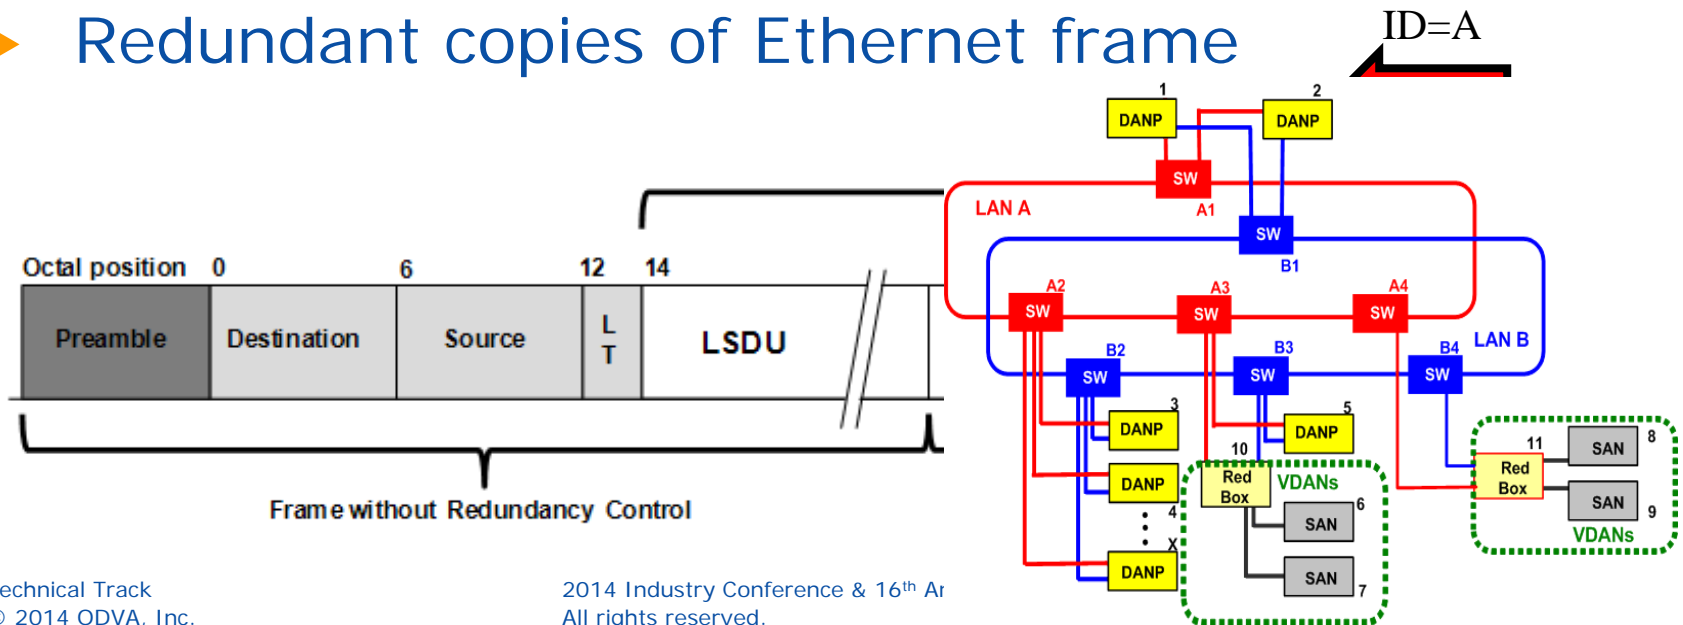 Redundant copies of Ethernet frame
ID=A
1
2
DANP
DANP
SW
A1
LAN A
SW
B1
Octal position 0 6 12 14
Preamble
Destination
Source
L
T
LSDU
A2
SW
A3
SW
A4
SW
LAN B
B2
SW
B3
SW
B4
SW
3
DANP
5
DANP
10
Red
Box
VDANs
DANP
4
X
DANP
6
SAN
SAN
7
11
Red
Box
SAN
8
SAN
9
VDANs
Frame without Redundancy Control
echnical Track
2014 ODVA, Inc.
2014 Industry Conference & 16th
All rights reserved.